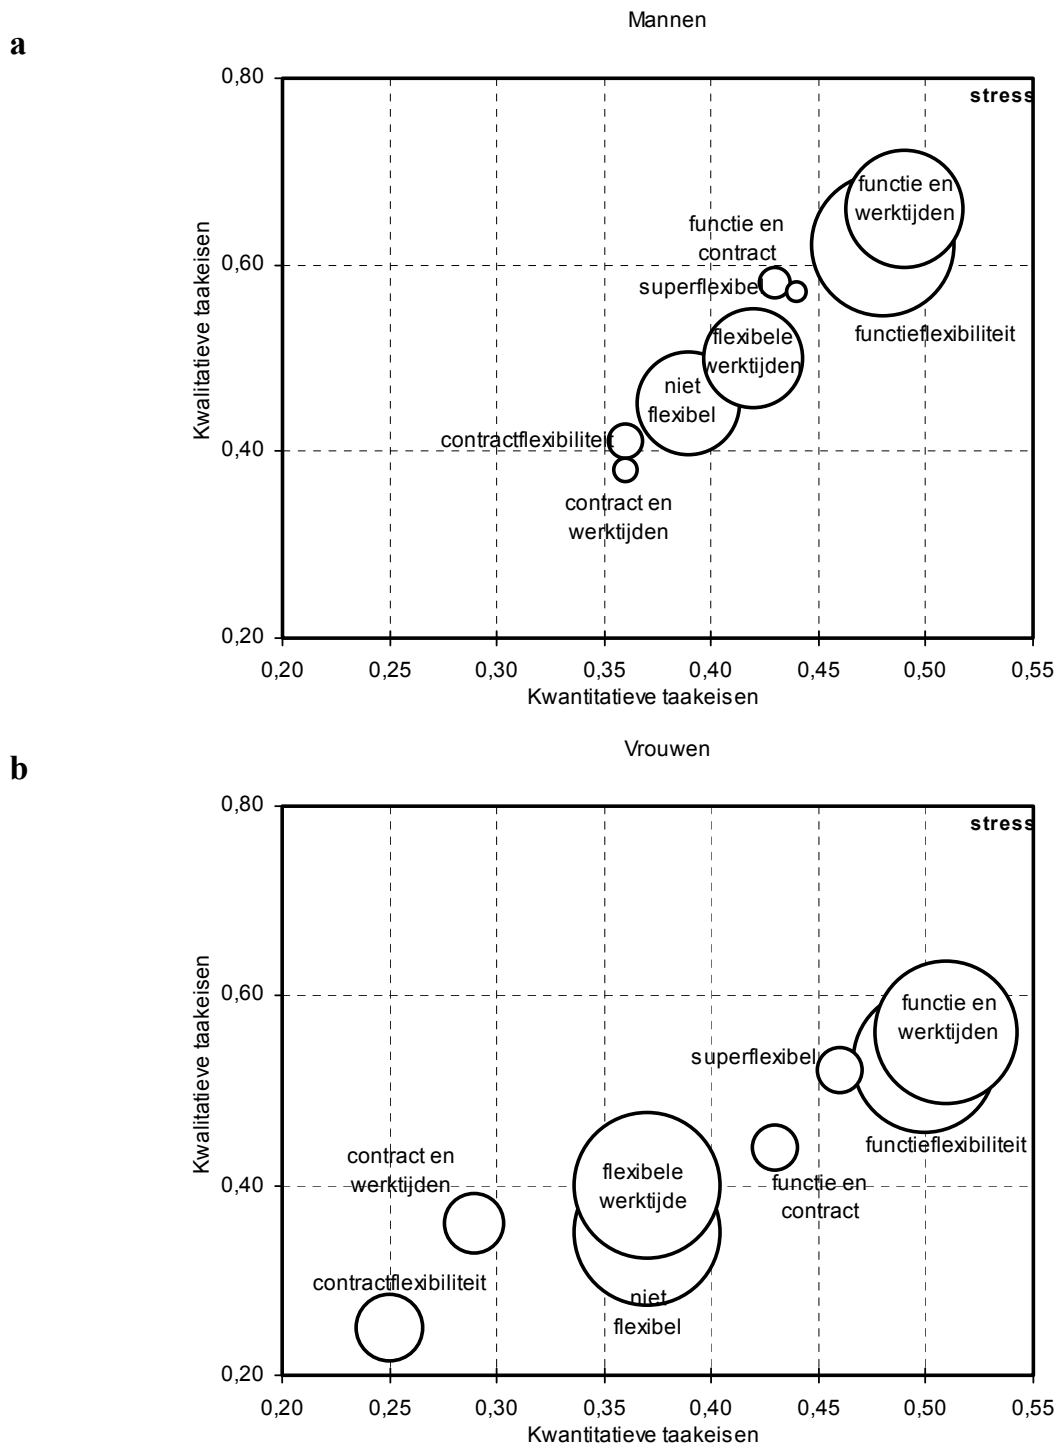 a
Mannen
0,80
stress
functie en
werktijden
functie en
contract
superflexibel
functieflexibiliteit
flexibele
werktijden
niet
flexibel
contractflexibiliteit
contract en
werktijden
Kwalitatieve taakeisen
0,60
0,40
0,20
0,20 0,25 0,30 0,35 0,40 0,45 0,50 0,55
Kwantitatieve taakeisen
b
Vrouwen
0,80
stress
functie en
werktijden
superflexibel
functieflexibiliteit
contract en
werktijden
flexibele
werktijde
functie en
contract
contractflexibiliteit
niet
flexibel
Kwalitatieve taakeisen
0,60
0,40
0,20
0,20 0,25 0,30 0,35 0,40 0,45 0,50 0,55
Kwantitatieve taakeisen